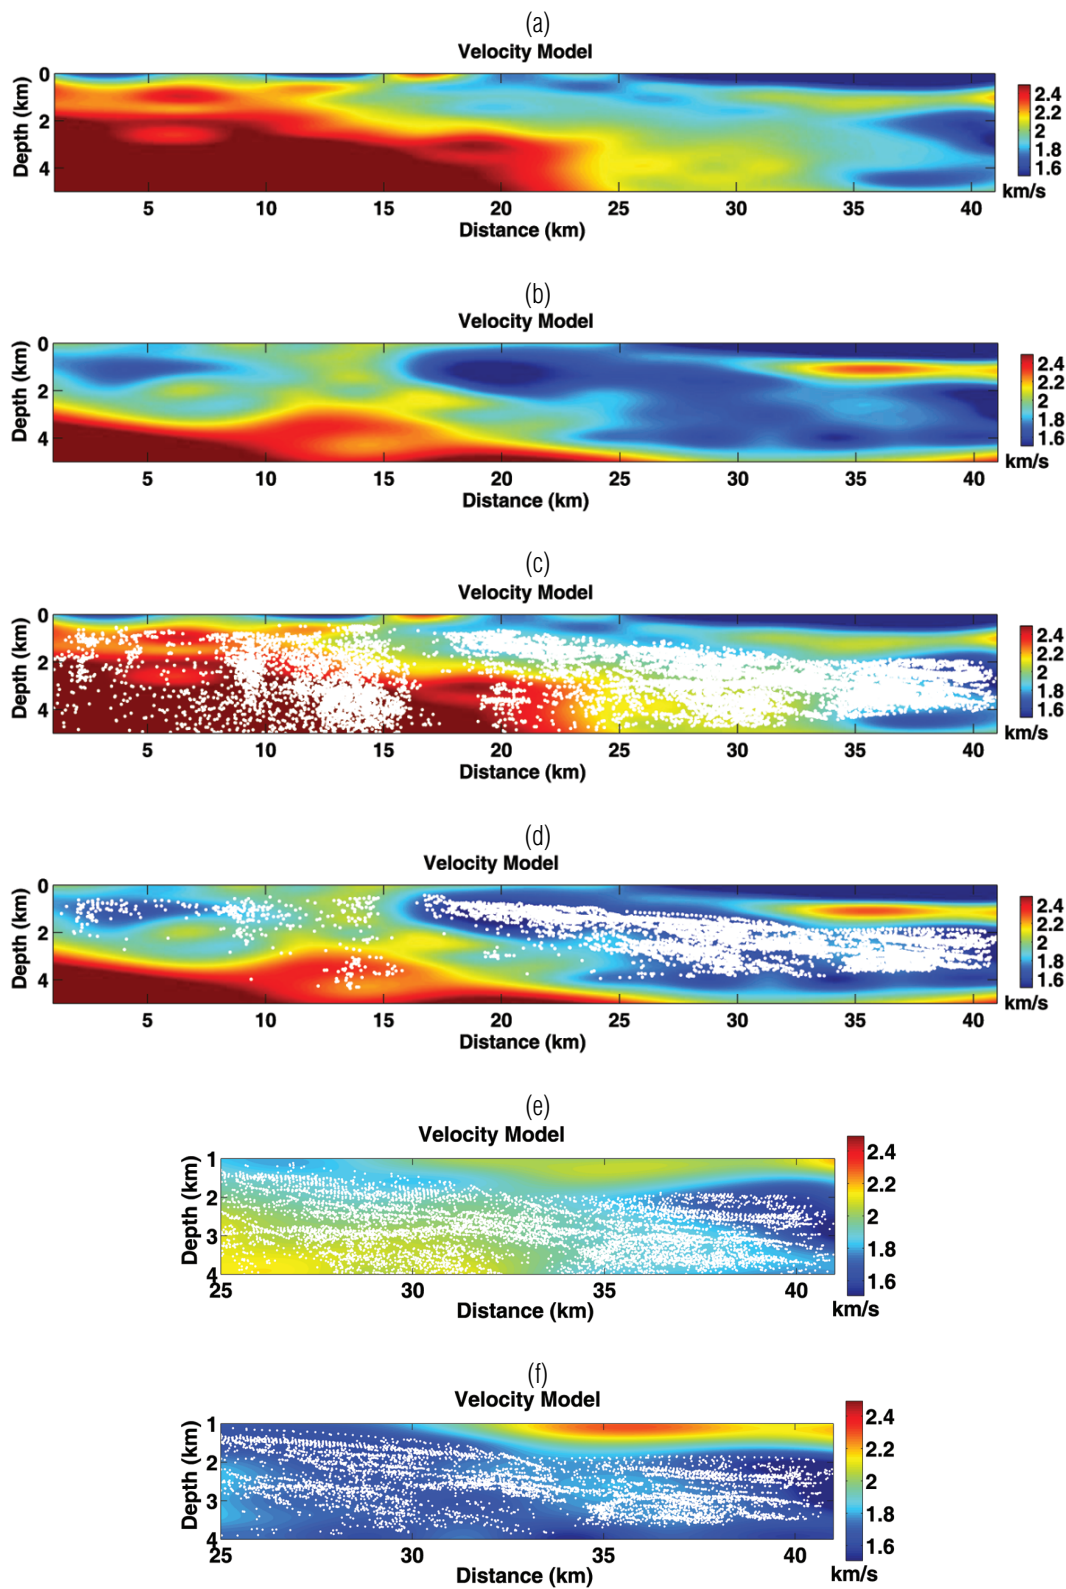 (a)
Velocity Model
0
2
4
Depth (km)
5 10 15 20 25 30 35 40
Distance (km)
2.4
2.2
2
1.8
1.6
km/s
(b)
Velocity Model
0
2
4
Depth (km)
5 10 15 20 25 30 35 40
Distance (km)
2.4
2.2
2
1.8
1.6
km/s
(c)
Velocity Model
0
2
4
Depth (km)
5 10 15 20 25 30 35 40
Distance (km)
2.4
2.2
2
1.8
1.6
km/s
(d)
Velocity Model
0
2
4
Depth (km)
5 10 15 20 25 30 35 40
Distance (km)
2.4
2.2
2
1.8
1.6
km/s
(e)
Velocity Model
1
2
3
4
Depth (km)
25 30 35 40
Distance (km)
2.4
2.2
2
1.8
1.6
km/s
(f)
Velocity Model
1
2
3
4
Depth (km)
25 30 35 40
Distance (km)
2.4
2.2
2
1.8
1.6
km/s